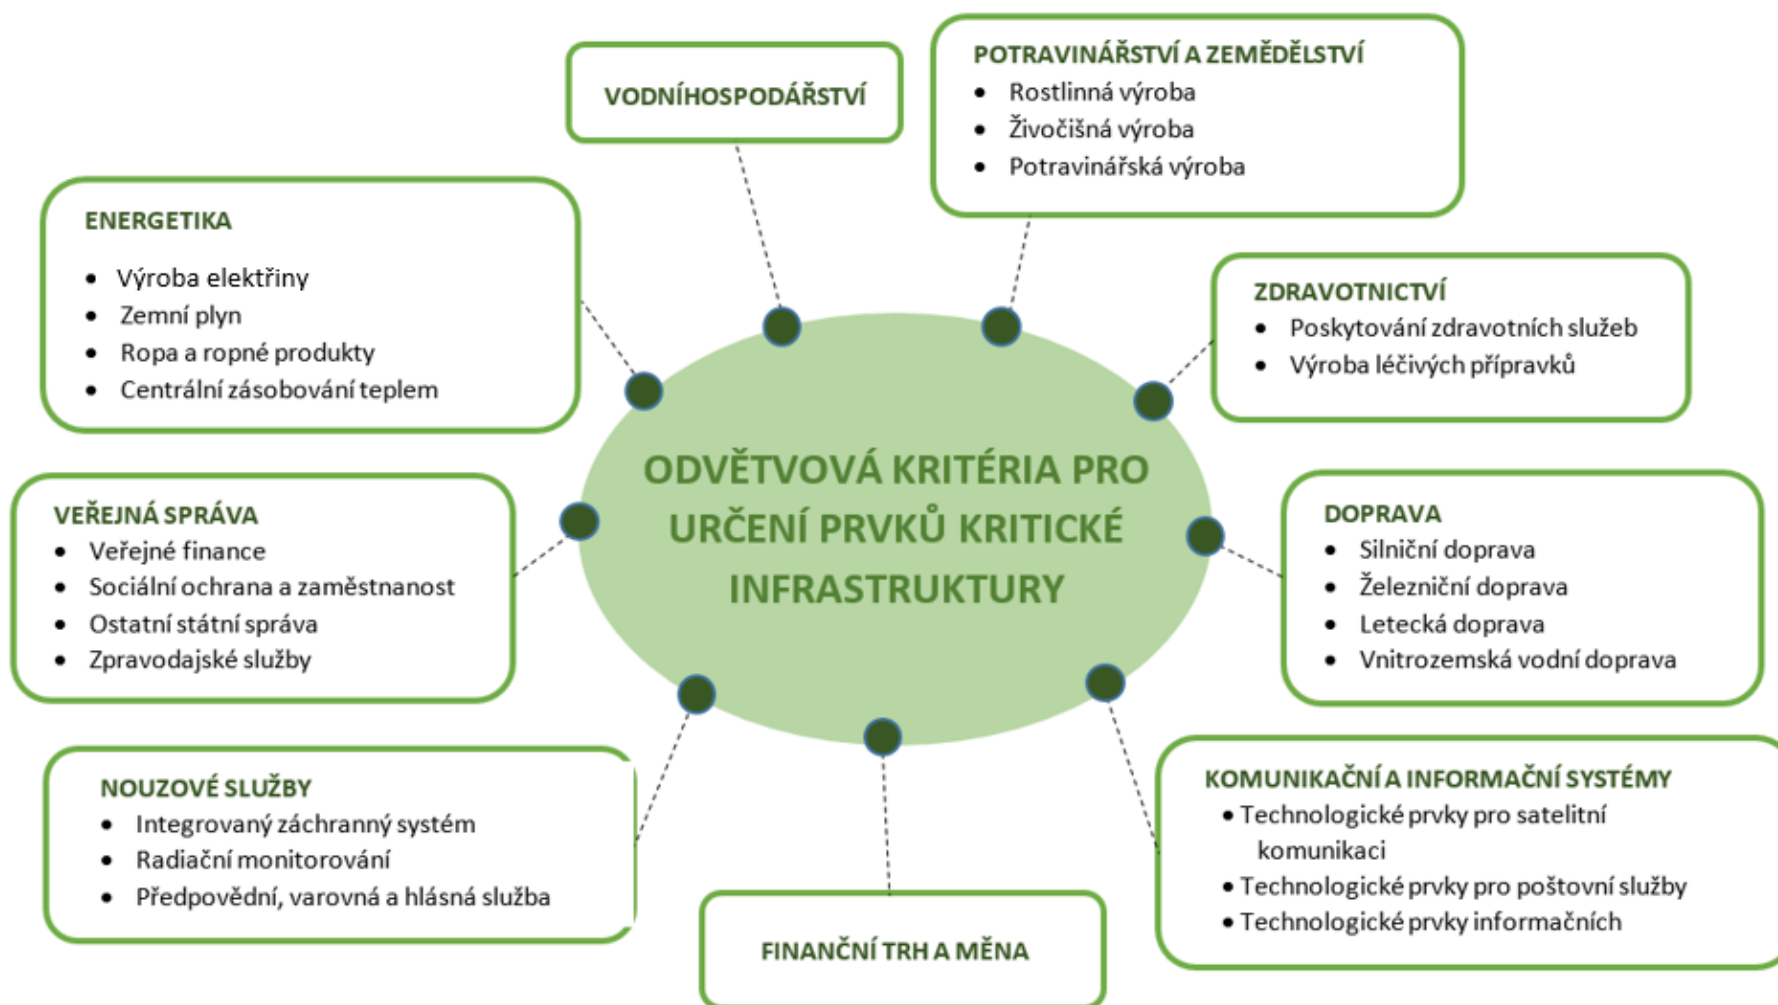 VODNÍHOSPODÁŘSTVÍ
POTRAVINÁŘSTVÍ A ZEMĚDĚLSTVÍ
• Rostlinná výroba
• Živočišná výroba
• Potravinářská výroba
ENERGETIKA
• Výroba elektřiny
• Zemní plyn
• Ropa a ropné produkty
• Centrální zásobování teplem
ZDRAVOTNICTVÍ
• Poskytování zdravotních služeb
• Výroba léčivých přípravků
ODVĚTVOVÁ KRITÉRIA PRO
URČENÍ PRVKŮ KRITICKÉ
INFRASTRUKTURY
VEŘEJNÁ SPRÁVA
• Veřejné finance
• Sociální ochrana a zaměstnanost
• Ostatní státní správa
• Zpravodajské služby
DOPRAVA
• Silniční doprava
• Železniční doprava
• Letecká doprava
• Vnitrozemská vodní doprava
NOUZOVÉ SLUŽBY
• Integrovaný záchranný systém
• Radiační monitorování
• Předpovědní, varovná a hlásná služba
FINANČNÍ TRH A MĚNA
KOMUNIKAČNÍ A INFORMAČNÍ SYSTÉMY
• Technologické prvky pro satelitní
komunikaci
• Technologické prvky pro poštovní služby
• Technologické prvky informačních